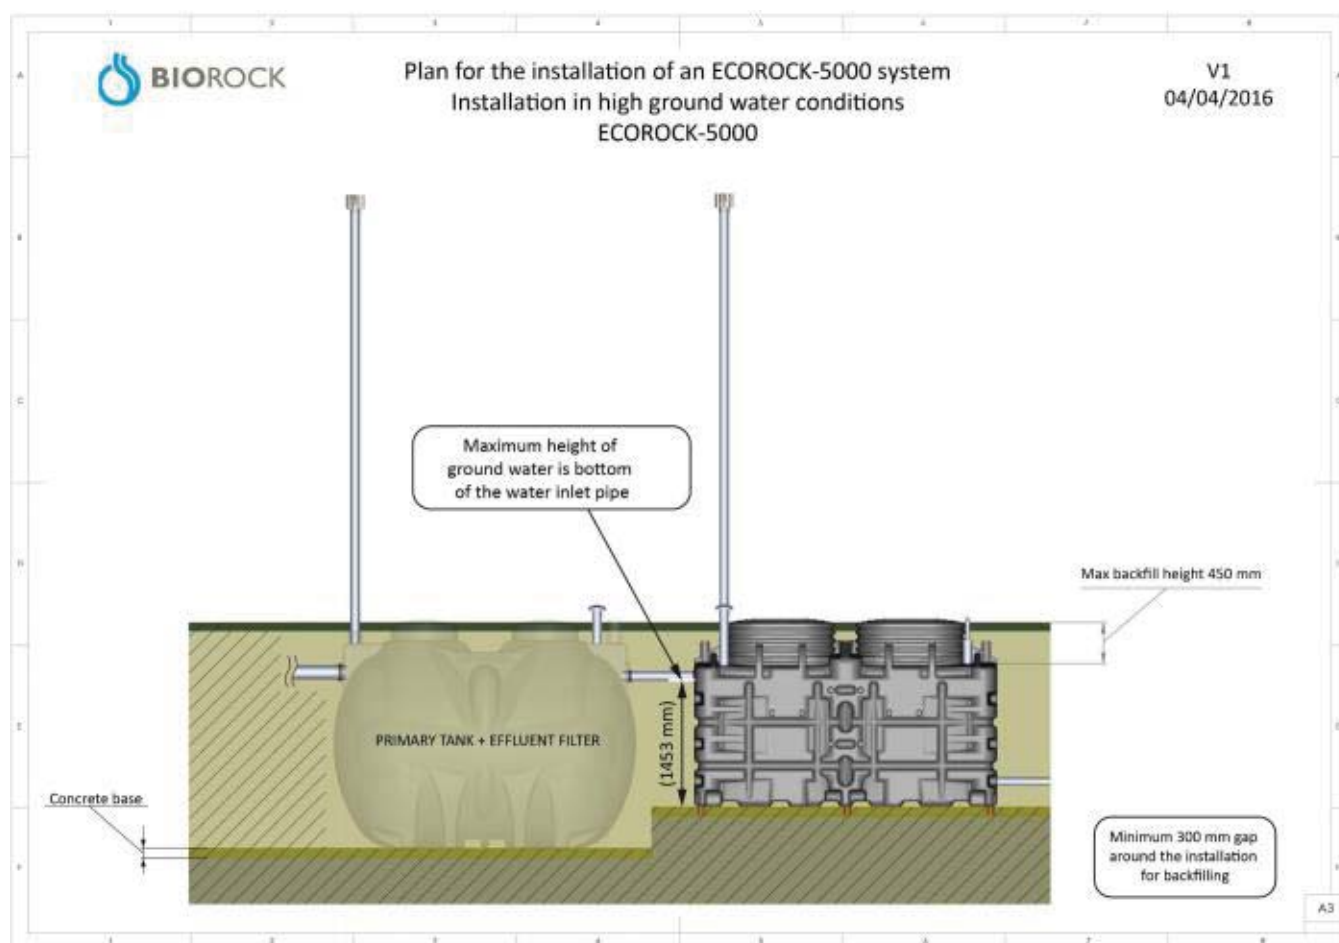 BIOROCK
Plan for the installation of an ECOROCK-5000 system
Installation in high ground water conditions
ECOROCK-5000
V1
04/04/2016
Maximum height of
ground water is bottom
of the water inlet pipe
Max backfill height 450 mm
PRIMARY TANK + EFFLUENT FILTER
(1453 mm)
Concrete base
Minimum 300 mm gap
around the installation
for backfilling
A3